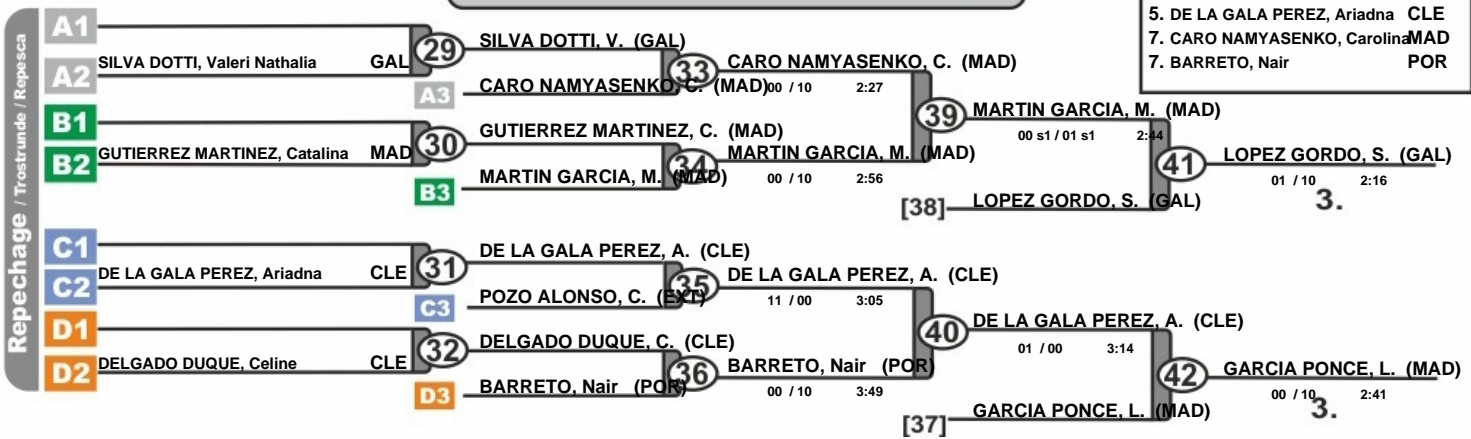 5. DE LA GALA PEREZ, Ariadna CLE
7. CARO NAMYASENKO, Carolina MAD
7. BARRETO, Nair POR
Repechage / Trostrunde / Repesca
A1
SILVA DOTTI, Valeri Nathalia GAL
A2
29
SILVA DOTTI, V. (GAL)
A3
CARO NAMYASENKO, C. (MAD)
33
CARO NAMYASENKO, C. (MAD)
00 / 10 2:27
B1
GUTIERREZ MARTINEZ, Catalina MAD
B2
30
GUTIERREZ MARTINEZ, C. (MAD)
B3
MARTIN GARCIA, M. (MAD)
34
MARTIN GARCIA, M. (MAD)
00 / 10 2:56
39
MARTIN GARCIA, M. (MAD)
00 s1 / 01 s1 2:44
[38]
LOPEZ GORDO, S. (GAL)
41
LOPEZ GORDO, S. (GAL)
01 / 10 2:16
3.
C1
DE LA GALA PEREZ, Ariadna CLE
C2
31
DE LA GALA PEREZ, A. (CLE)
C3
POZO ALONSO, C. (EXT)
35
DE LA GALA PEREZ, A. (CLE)
11 / 00 3:05
D1
DELGADO DUQUE, Celine CLE
D2
32
DELGADO DUQUE, C. (CLE)
D3
BARRETO, Nair (POR)
36
BARRETO, Nair (POR)
00 / 10 3:49
40
DE LA GALA PEREZ, A. (CLE)
01 / 00 3:14
[37]
GARCIA PONCE, L. (MAD)
42
GARCIA PONCE, L. (MAD)
00 / 10 2:41
3.